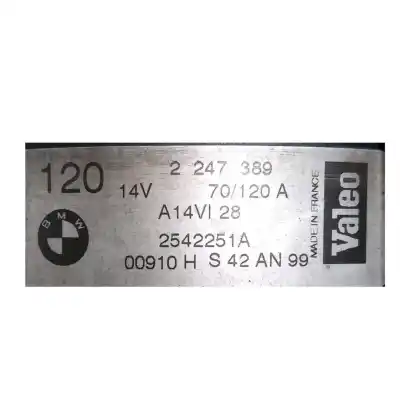 120
2 247 389
14V 70/120 A
A14VI 28
2542251A
00910 H S 42 AN 99
BMW
MADE IN FRANCE
Valeo